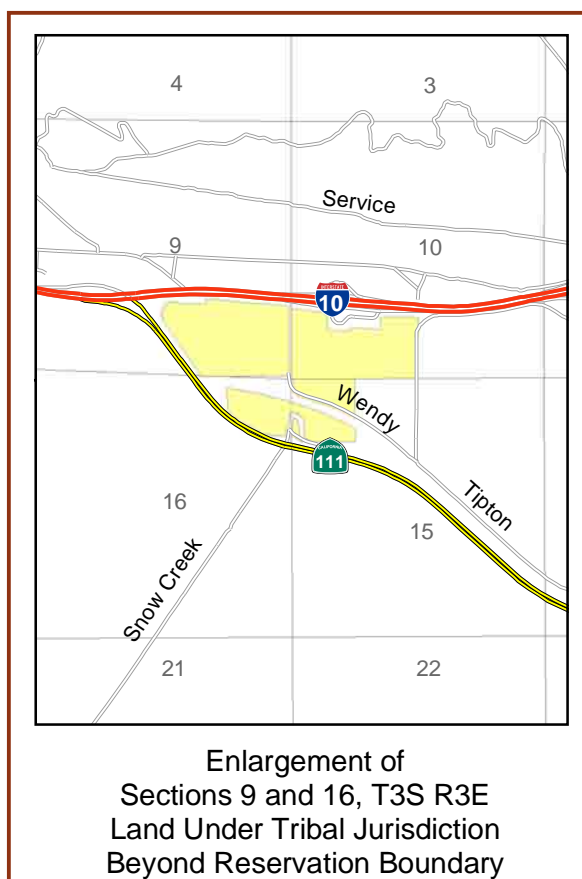 4
3
Service
9
10
INTERSTATE
10
Wendy
CALIFORNIA
111
Tipton
16
15
Snow Creek
21
22
Enlargement of
Sections 9 and 16, T3S R3E
Land Under Tribal Jurisdiction
Beyond Reservation Boundary